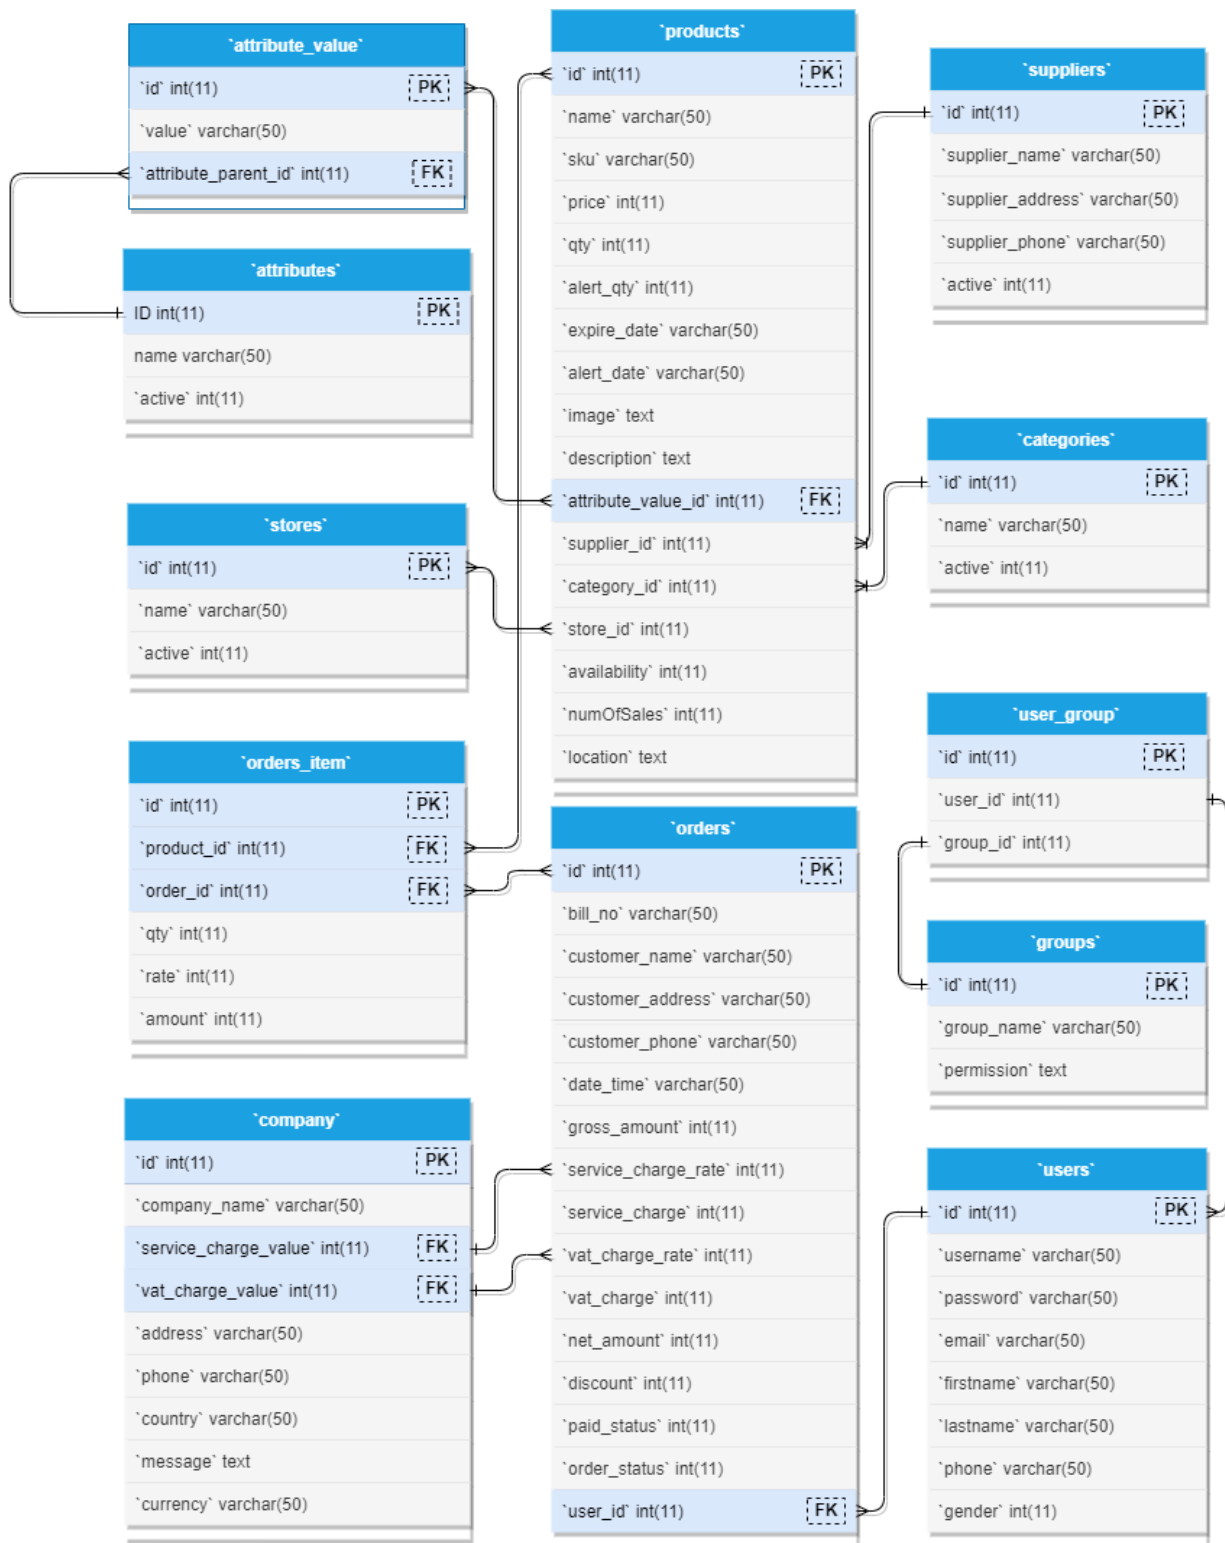 `attribute_value`
`id` int(11) PK
`value` varchar(50)
`attribute_parent_id` int(11) FK
`attributes`
ID int(11) PK
name varchar(50)
`active` int(11)
`stores`
`id` int(11) PK
`name` varchar(50)
`active` int(11)
`orders_item`
`id` int(11) PK
`product_id` int(11) FK
`order_id` int(11) FK
`qty` int(11)
`rate` int(11)
`amount` int(11)
`company`
`id` int(11) PK
`company_name` varchar(50)
`service_charge_value` int(11) FK
`vat_charge_value` int(11) FK
`address` varchar(50)
`phone` varchar(50)
`country` varchar(50)
`message` text
`currency` varchar(50)
`products`
`id` int(11) PK
`name` varchar(50)
`sku` varchar(50)
`price` int(11)
`qty` int(11)
`alert_qty` int(11)
`expire_date` varchar(50)
`alert_date` varchar(50)
`image` text
`description` text
`attribute_value_id` int(11) FK
`supplier_id` int(11)
`category_id` int(11)
`store_id` int(11)
`availability` int(11)
`numOfSales` int(11)
`location` text
`orders`
`id` int(11) PK
`bill_no` varchar(50)
`customer_name` varchar(50)
`customer_address` varchar(50)
`customer_phone` varchar(50)
`date_time` varchar(50)
`gross_amount` int(11)
`service_charge_rate` int(11)
`service_charge` int(11)
`vat_charge_rate` int(11)
`vat_charge` int(11)
`net_amount` int(11)
`discount` int(11)
`paid_status` int(11)
`order_status` int(11)
`user_id` int(11) FK
`suppliers`
`id` int(11) PK
`supplier_name` varchar(50)
`supplier_address` varchar(50)
`supplier_phone` varchar(50)
`active` int(11)
`categories`
`id` int(11) PK
`name` varchar(50)
`active` int(11)
`user_group`
`id` int(11) PK
`user_id` int(11)
`group_id` int(11)
`groups`
`id` int(11) PK
`group_name` varchar(50)
`permission` text
`users`
`id` int(11) PK
`username` varchar(50)
`password` varchar(50)
`email` varchar(50)
`firstname` varchar(50)
`lastname` varchar(50)
`phone` varchar(50)
`gender` int(11)